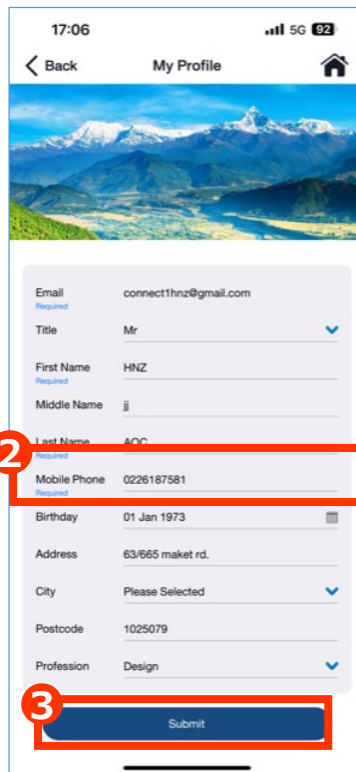 17:06 5G 92
Back My Profile
Email connect1hnz@gmail.com
Required
Title Mr
First Name HNZ
Required
Middle Name jj
Last Name AOC
Required
2
Mobile Phone 0226187581
Required
Birthday 01 Jan 1973
Address 63/665 maket rd.
City Please Selected
Postcode 1025079
Profession Design
3
Submit